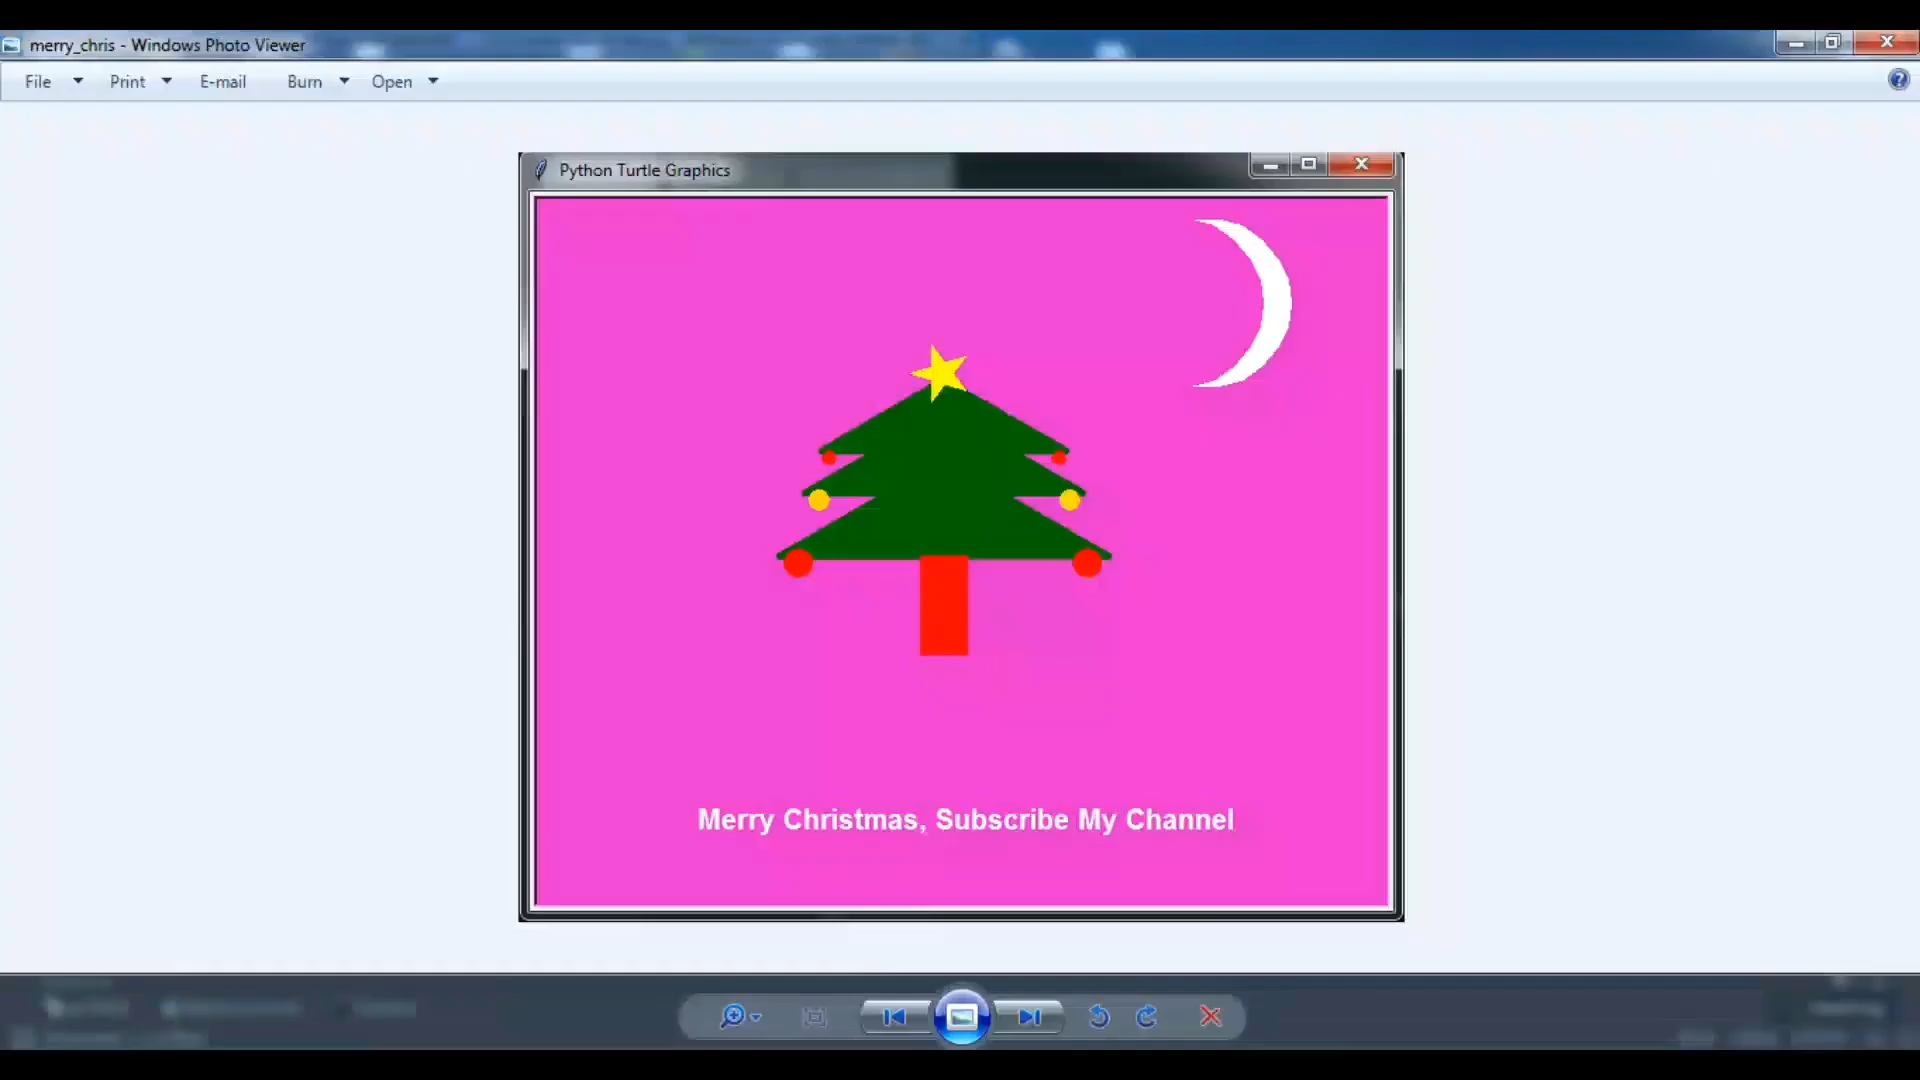 merry_chris - Windows Photo Viewer
File Print E-mail Burn Open
Python Turtle Graphics
Merry Christmas, Subscribe My Channel